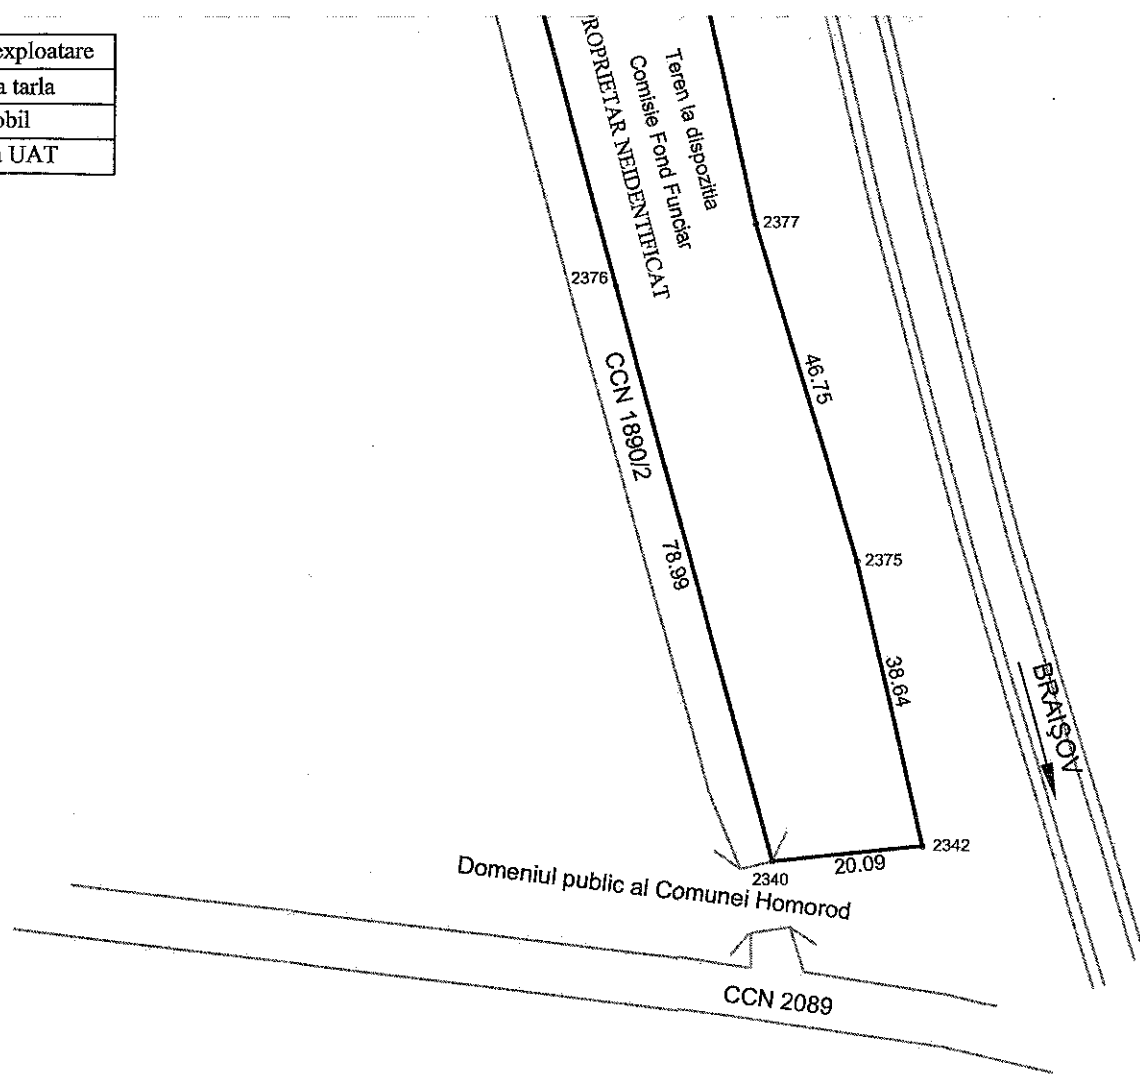 exploatare
a tarla
obil
a UAT
ROPRIETAR NEIDENTIFICAT
Comisie Fond Funciar
Teren la dispozitia
2377
2376
46.75
CCN 1890/2
78.99
2375
38.64
BRAIŞOV
2342
20.09
2340
Domeniul public al Comunei Homorod
CCN 2089